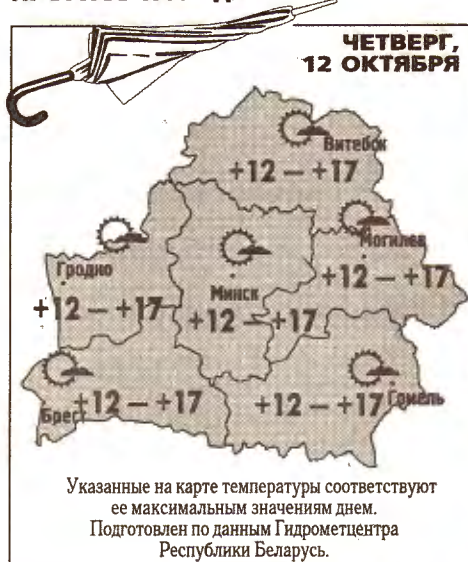 ЧЕТВЕРГ,
12 ОКТЯБРЯ
Витебск
+12 – +17
Гродно
+12 – +17
Минск
+12 – +17
Могилев
+12 – +17
Брест
+12 – +17
Гомель
+12 – +17
Указанные на карте температуры соответствуют
ее максимальным значениям днем.
Подготовлен по данным Гидрометцентра
Республики Беларусь.